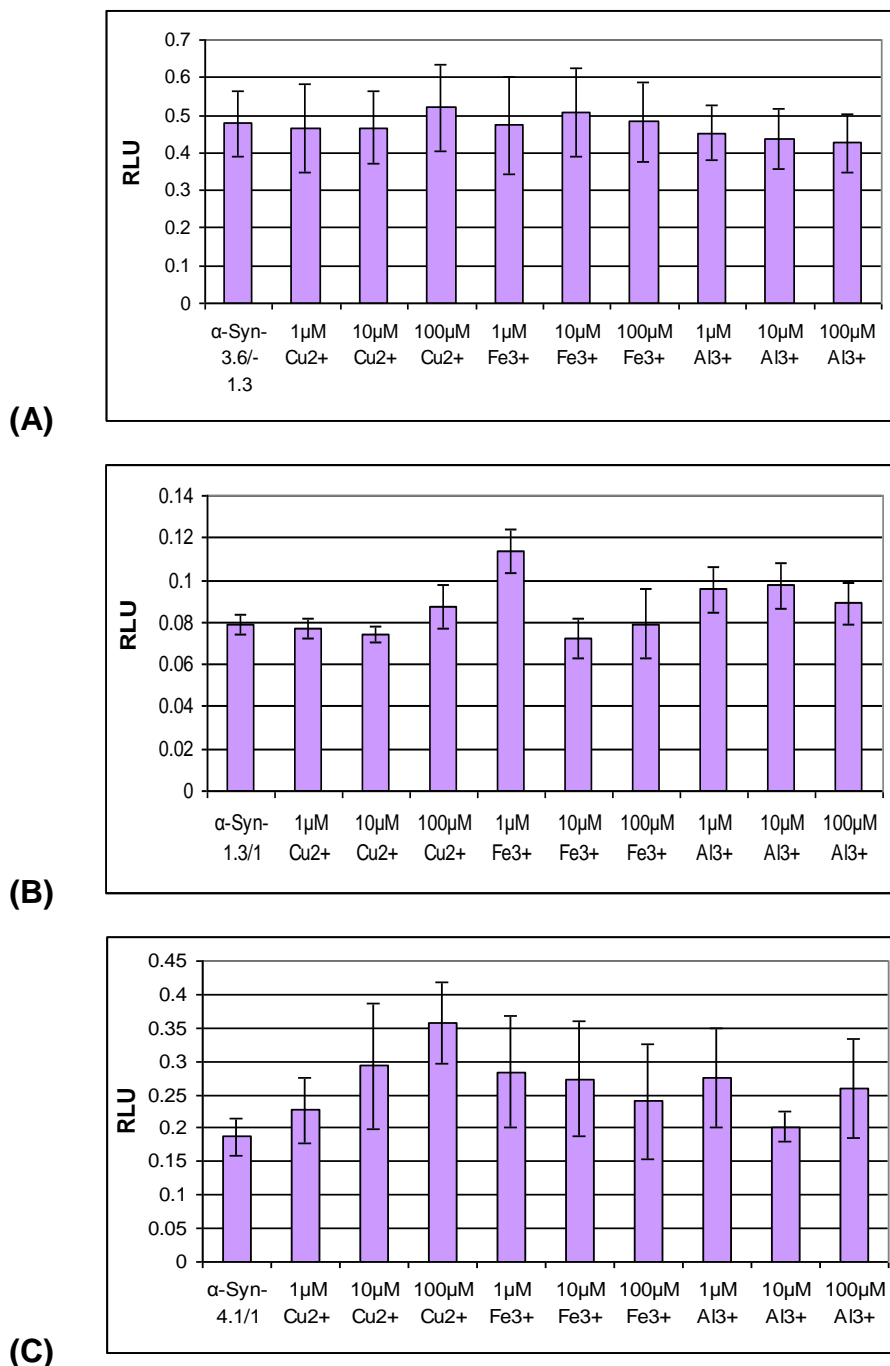 0.7
0.6
0.5
0.4
0.3
0.2
0.1
0
RLU
α-Syn- 1µM 10µM 100µM 1µM 10µM 100µM 1µM 10µM 100µM
3.6/- Cu2+ Cu2+ Cu2+ Fe3+ Fe3+ Fe3+ Al3+ Al3+ Al3+
1.3
(A)
0.14
0.12
0.1
0.08
0.06
0.04
0.02
0
RLU
α-Syn- 1µM 10µM 100µM 1µM 10µM 100µM 1µM 10µM 100µM
1.3/1 Cu2+ Cu2+ Cu2+ Fe3+ Fe3+ Fe3+ Al3+ Al3+ Al3+
(B)
0.45
0.4
0.35
0.3
0.25
0.2
0.15
0.1
0.05
0
RLU
α-Syn- 1µM 10µM 100µM 1µM 10µM 100µM 1µM 10µM 100µM
4.1/1 Cu2+ Cu2+ Cu2+ Fe3+ Fe3+ Fe3+ Al3+ Al3+ Al3+
(C)